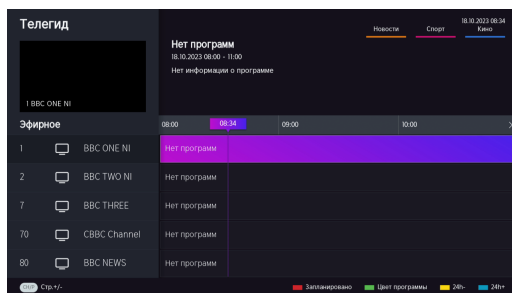 Телегид
18.10.2023 08:34
Новости
Спорт
Кино
Нет программ
18.10.2023 08:00 - 11:00
Нет информации о программе
1 BBC ONE NI
Эфирное
08:00
08:34
09:00
10:00
1 BBC ONE NI Нет программ
2 BBC TWO NI Нет программ
7 BBC THREE Нет программ
70 CBBC Channel Нет программ
80 BBC NEWS Нет программ
CH/P Стр.+/-
Запланировано
Цвет программы
24h-
24h+